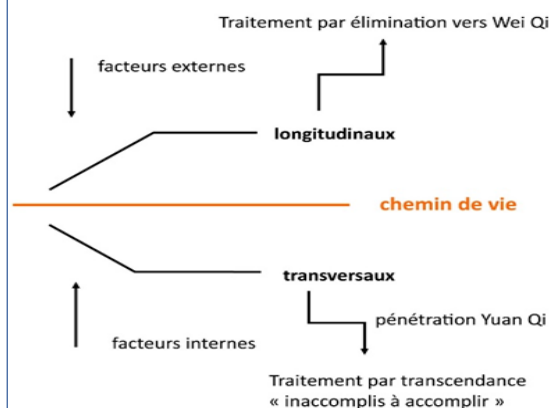 Traitement par élimination vers Wei Qi
facteurs externes
longitudinaux
chemin de vie
transversaux
pénétration Yuan Qi
facteurs internes
Traitement par transcendance
« inaccomplis à accomplir »